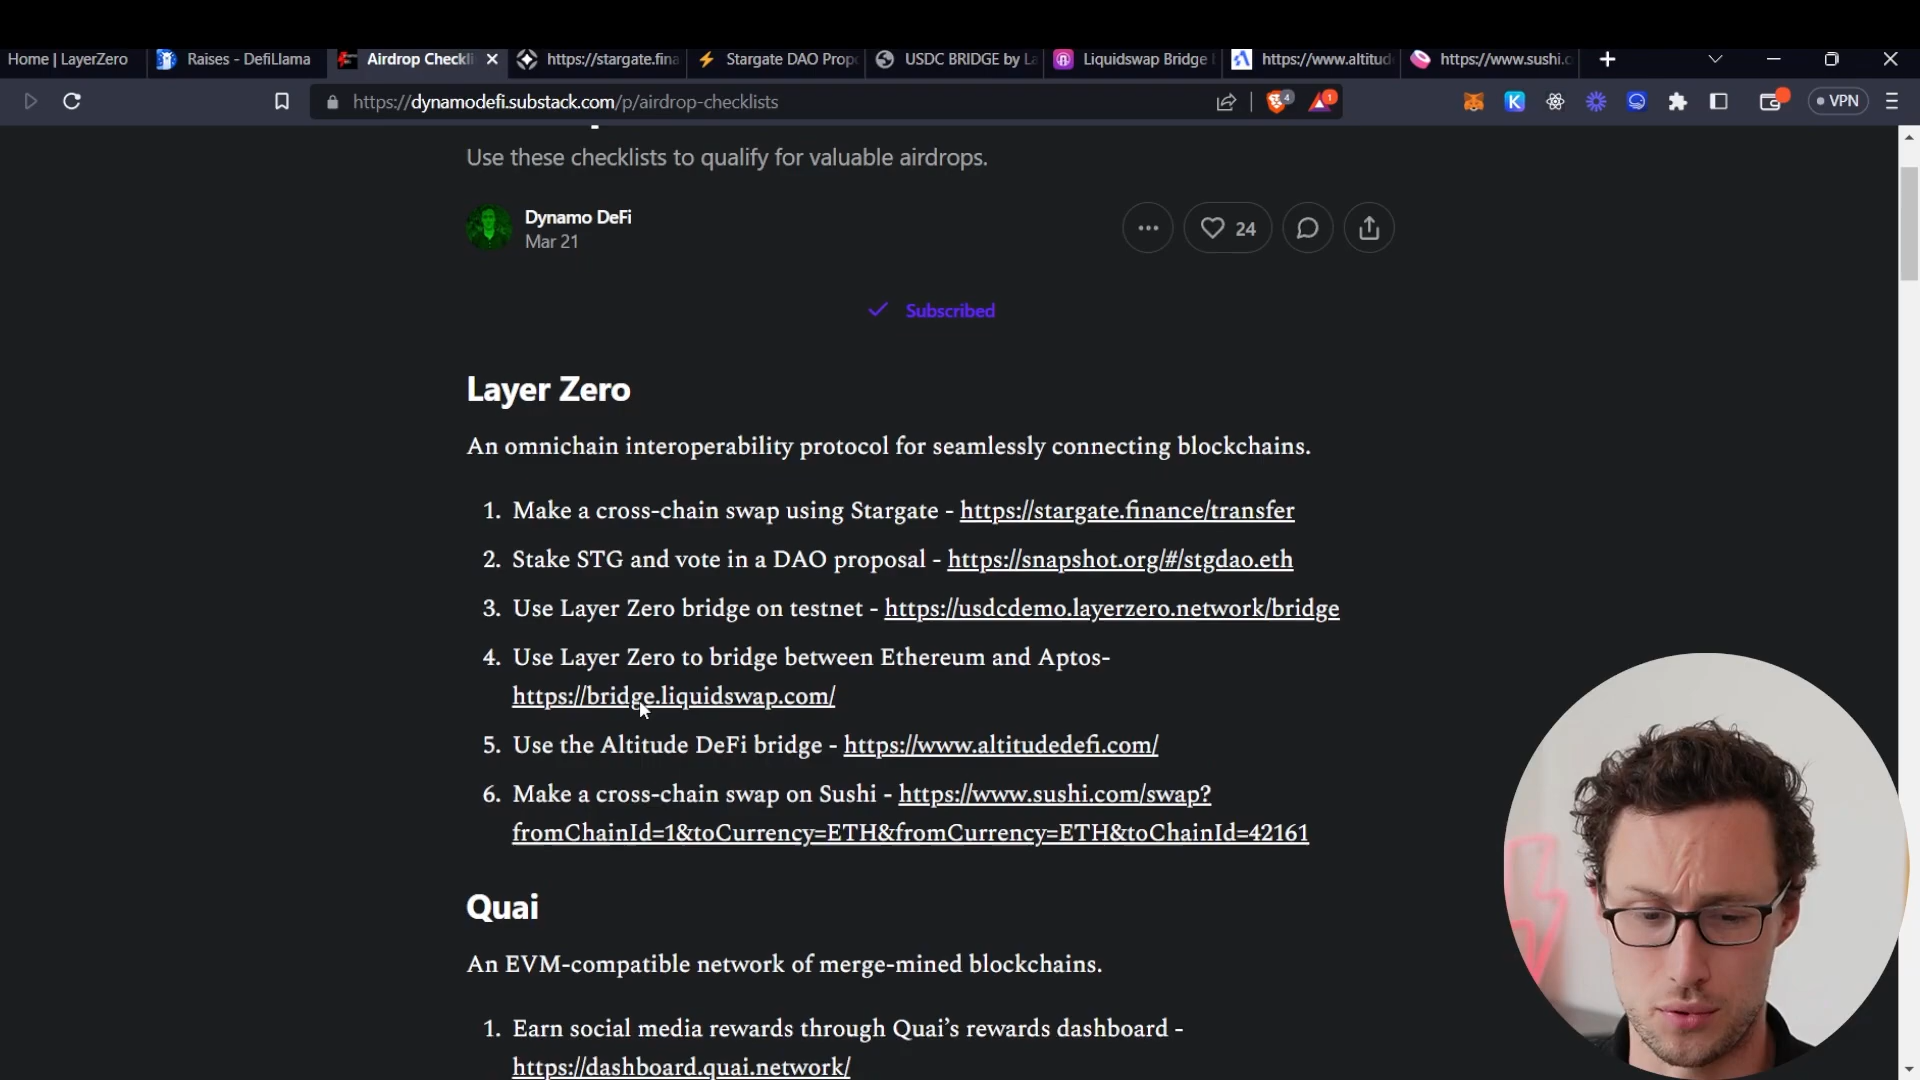 Home | LayerZero
Raises - DefiLlama
Airdrop Checkli
https://stargate.fina
Stargate DAO Prop
USDC BRIDGE by La
Liquidswap Bridge
https://www.altitud
https://www.sushi.c
https://dynamodefi.substack.com/p/airdrop-checklists
4
1
VPN
Use these checklists to qualify for valuable airdrops.
Dynamo DeFi
Mar 21
24
Subscribed
Layer Zero
An omnichain interoperability protocol for seamlessly connecting blockchains.
1. Make a cross-chain swap using Stargate - https://stargate.finance/transfer
2. Stake STG and vote in a DAO proposal - https://snapshot.org/#/stgdao.eth
3. Use Layer Zero bridge on testnet - https://usdcdemo.layerzero.network/bridge
4. Use Layer Zero to bridge between Ethereum and Aptos-
https://bridge.liquidswap.com/
5. Use the Altitude DeFi bridge - https://www.altitudedefi.com/
6. Make a cross-chain swap on Sushi - https://www.sushi.com/swap?
fromChainId=1&toCurrency=ETH&fromCurrency=ETH&toChainId=42161
Quai
An EVM-compatible network of merge-mined blockchains.
1. Earn social media rewards through Quai’s rewards dashboard -
https://dashboard.quai.network/